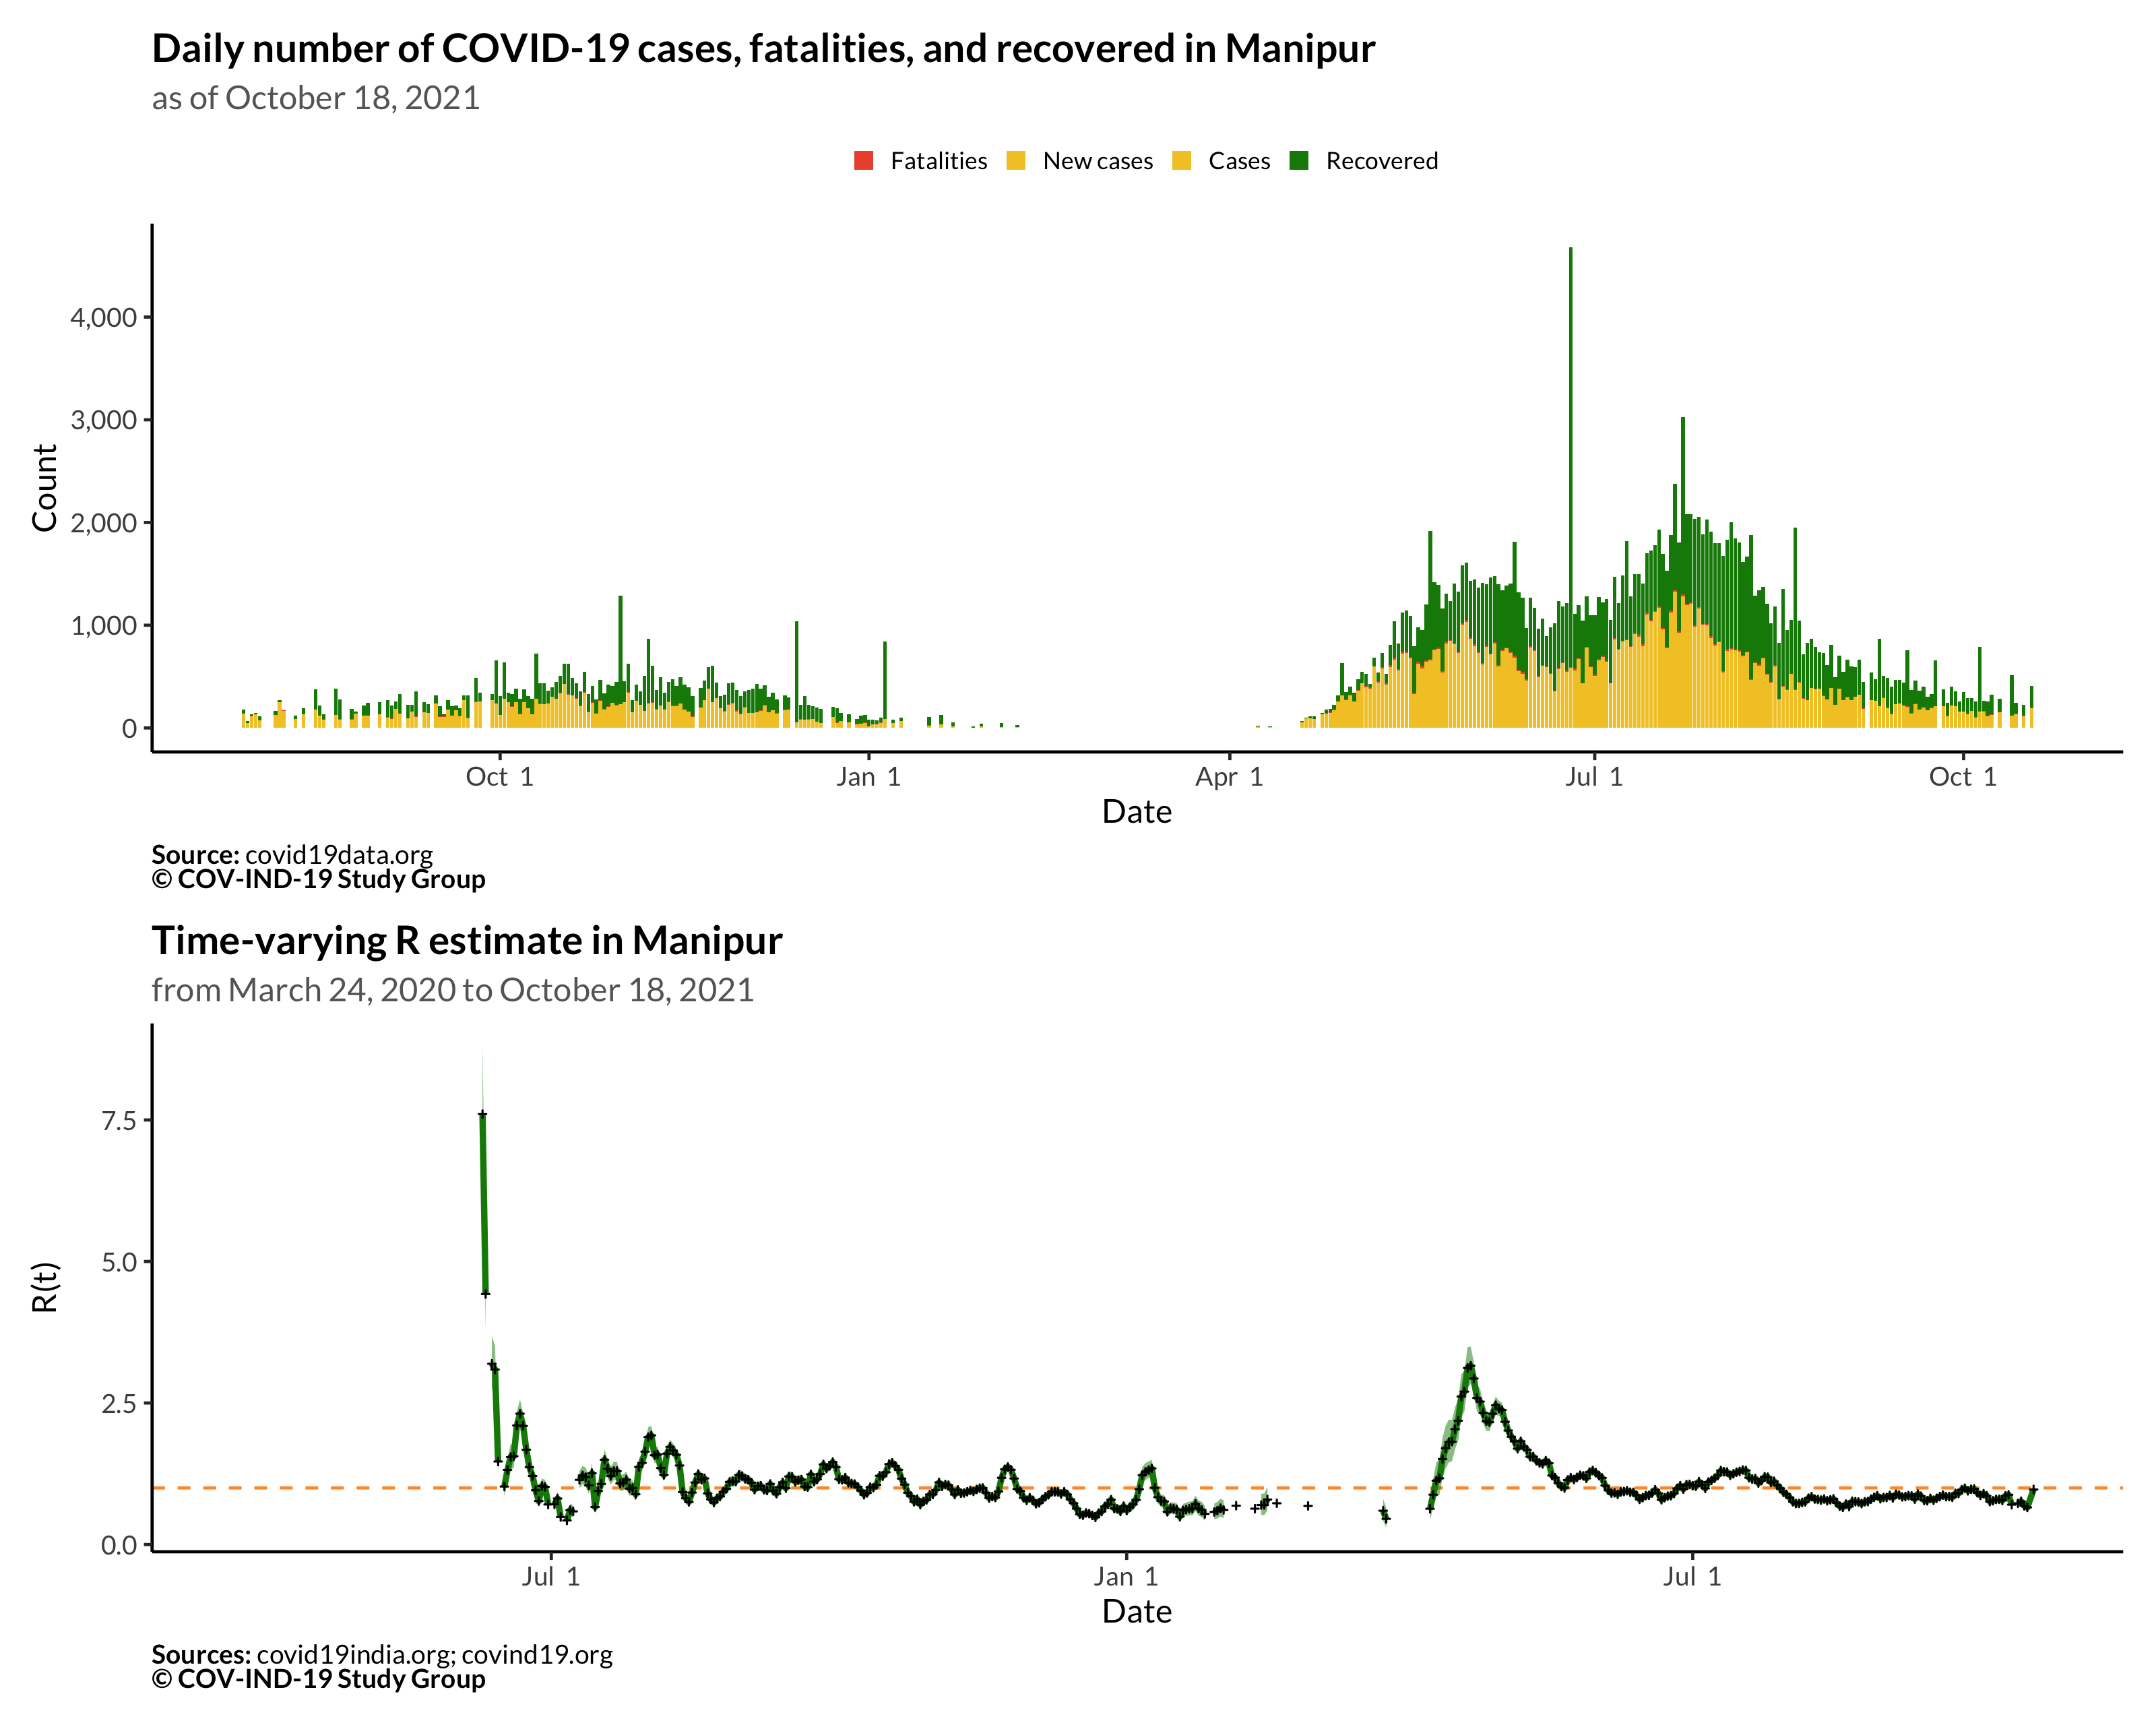 Daily number of COVID-19 cases, fatalities, and recovered in Manipur
as of October 18, 2021
Fatalities New cases Cases Recovered
Count
4,000
3,000
2,000
1,000
0
Oct 1 Jan 1 Apr 1 Jul 1 Oct 1
Date
Source: covid19data.org
© COV-IND-19 Study Group
Time-varying R estimate in Manipur
from March 24, 2020 to October 18, 2021
R(t)
7.5
5.0
2.5
0.0
Jul 1 Jan 1 Jul 1
Date
Sources: covid19india.org; covind19.org
© COV-IND-19 Study Group